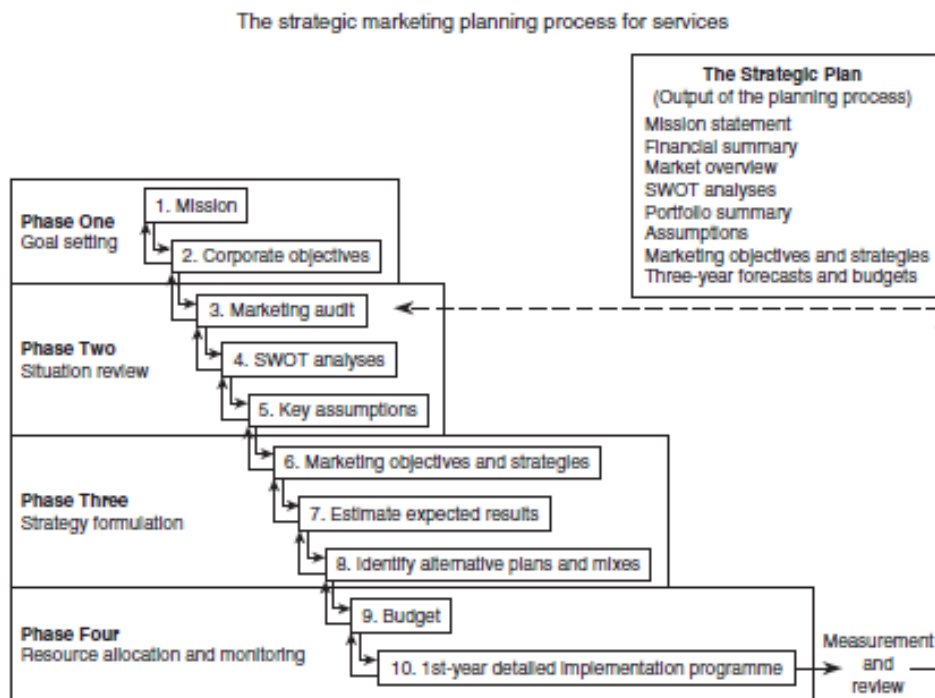 The strategic marketing planning process for services
The Strategic Plan
(Output of the planning process)
Mission statement
Financial summary
Market overview
SWOT analyses
Portfolio summary
Assumptions
Marketing objectives and strategies
Three-year forecasts and budgets
Phase One
Goal setting
1. Mission
2. Corporate objectives
Phase Two
Situation review
3. Marketing audit
4. SWOT analyses
5. Key assumptions
Phase Three
Strategy formulation
6. Marketing objectives and strategies
7. Estimate expected results
8. Identify alternative plans and mixes
Phase Four
Resource allocation and monitoring
9. Budget
10. 1st-year detailed implementation programme
Measurement
and
review